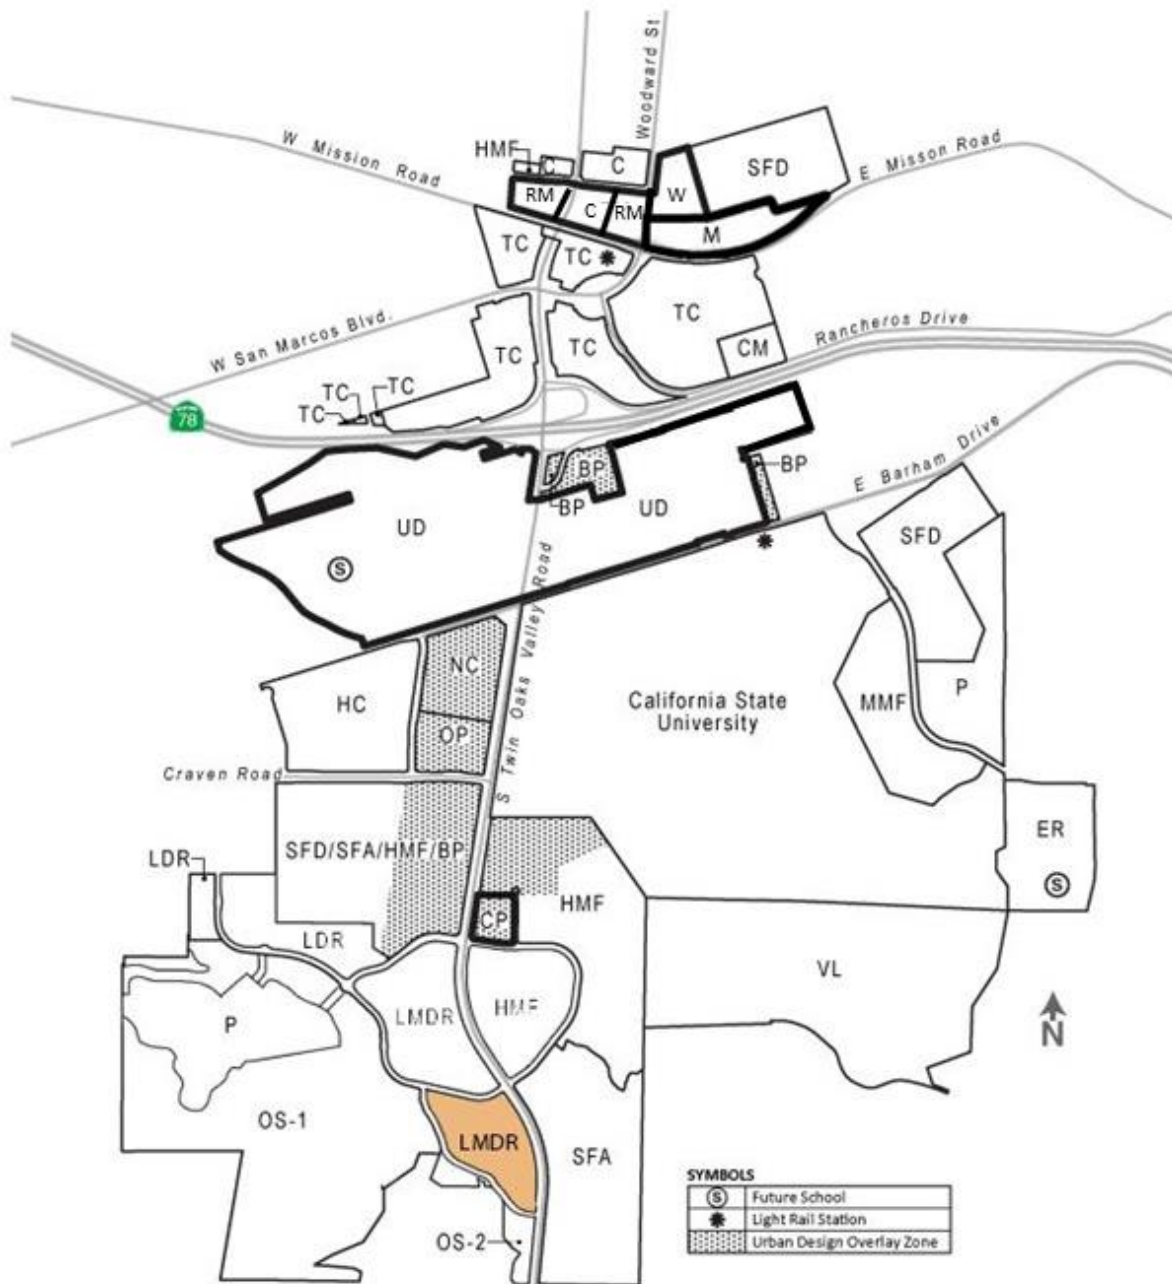 Woodward St
W Mission Road
HMF
C
C
SFD
E Misson Road
RM
C
RM
W
M
TC
TC
TC
W San Marcos Blvd.
TC
TC
CM
Rancheros Drive
TC
TC
TC
78
BP
BP
BP
E Barham Drive
UD
UD
S
SFD
S Twin Oaks Valley Road
NC
HC
OP
California State
University
MMF
P
Craven Road
SFD/SFA/HMF/BP
ER
S
LDR
HMF
CP
LDR
VL
LMDR
HMF
P
N
OS-1
LMDR
SFA
OS-2
SYMBOLS
S Future School
Light Rail Station
Urban Design Overlay Zone